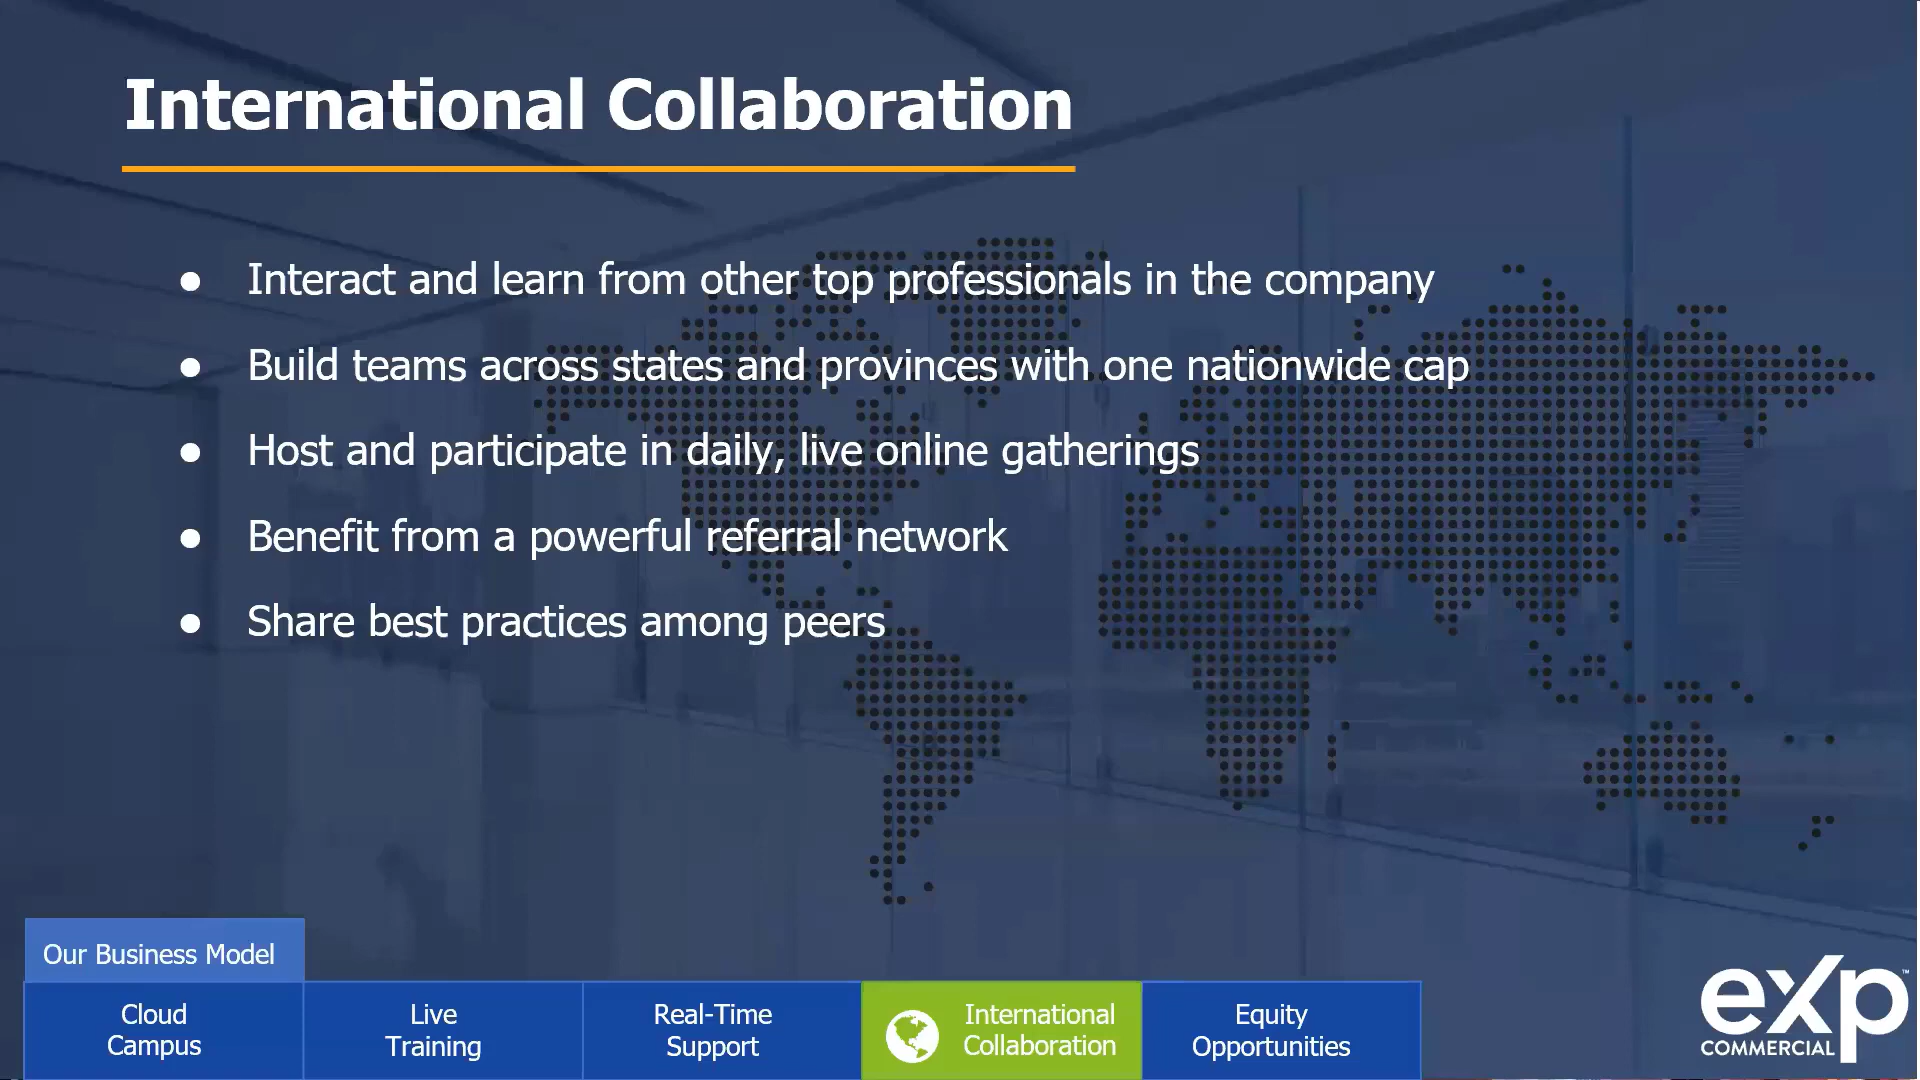 International Collaboration
● Interact and learn from other top professionals in the company
● Build teams across states and provinces with one nationwide cap
● Host and participate in daily, live online gatherings
● Benefit from a powerful referral network
● Share best practices among peers
Our Business Model
Cloud
Campus
Live
Training
Real-Time
Support
International
Collaboration
Equity
Opportunities
eXp™
COMMERCIAL